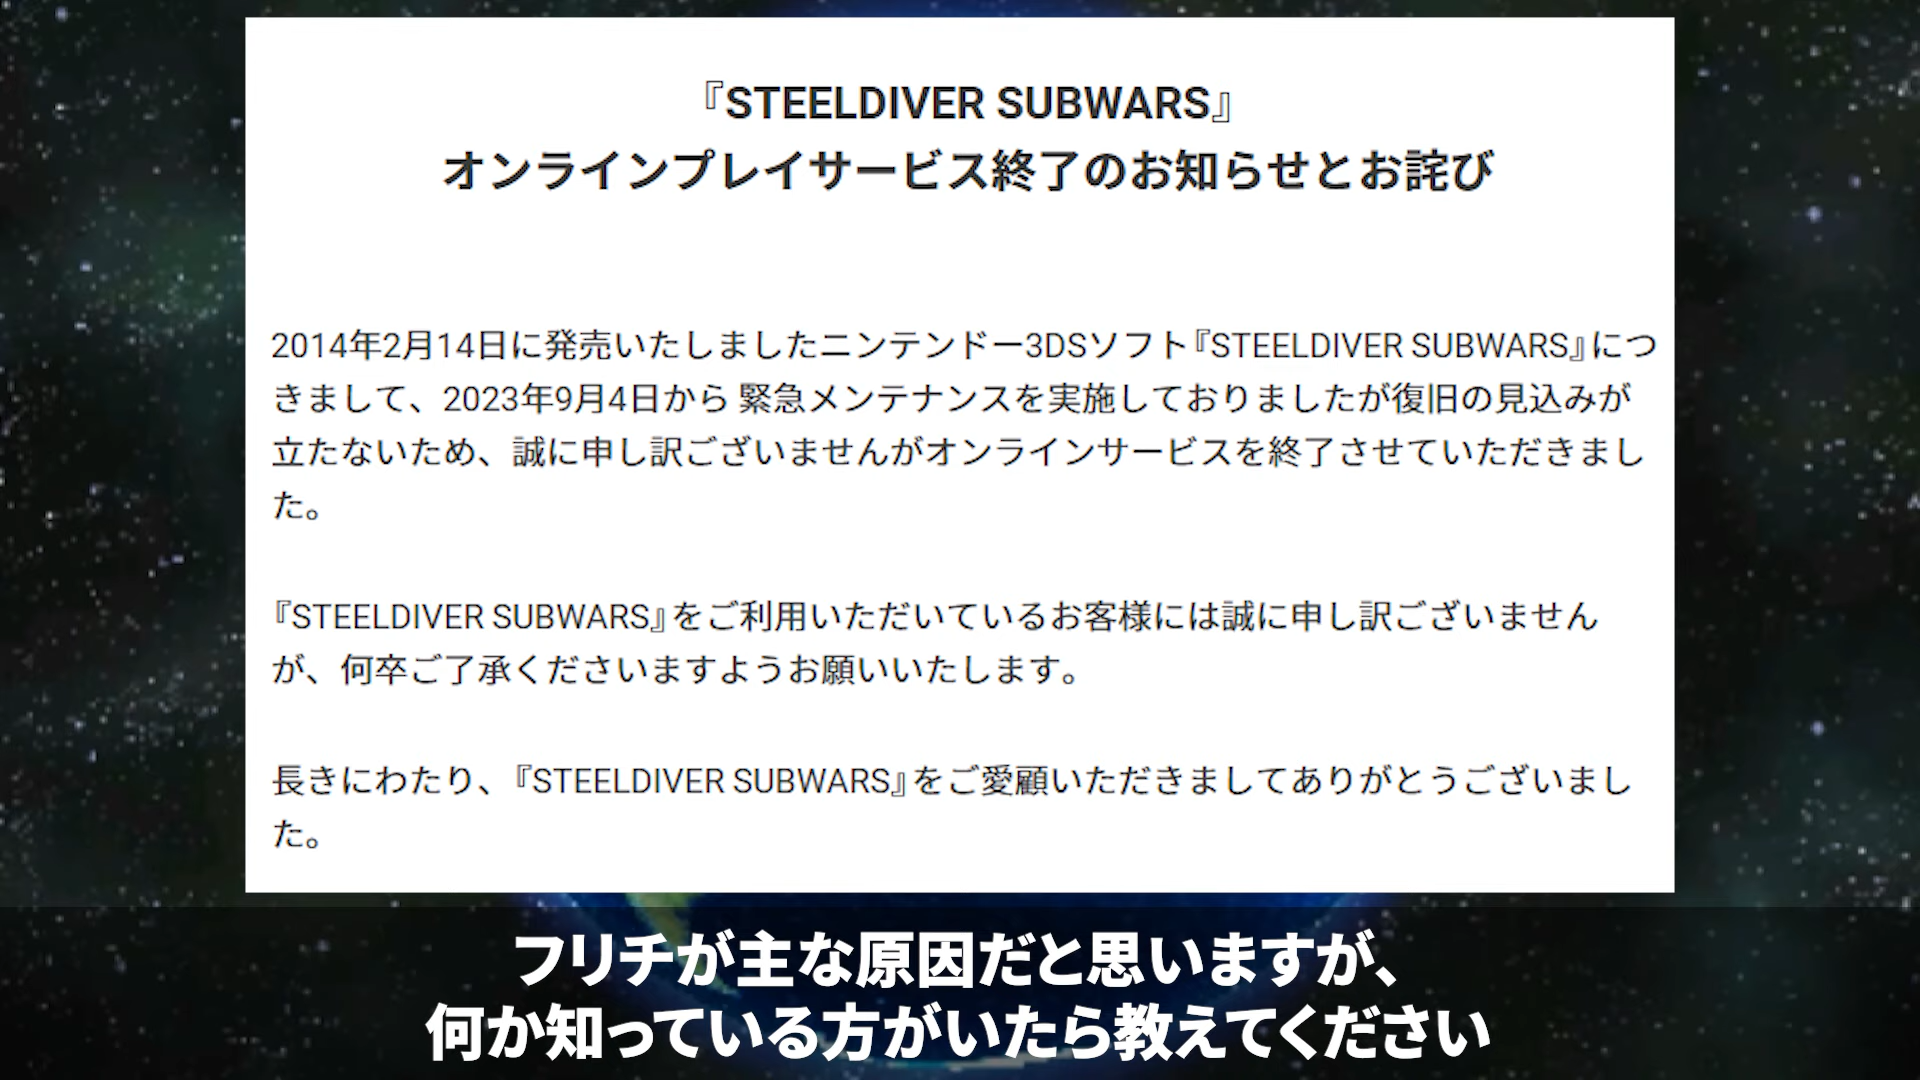 『STEELDIVER SUBWARS』
オンラインプレイサービス終了のお知らせとお詫び
2014年2月14日に発売いたしましたニンテンドー3DSソフト『STEELDIVER SUBWARS』につ
きまして、2023年9月4日から 緊急メンテナンスを実施しておりましたが復旧の見込みが
立たないため、誠に申し訳ございませんがオンラインサービスを終了させていただきまし
た。
『STEELDIVER SUBWARS』をご利用いただいているお客様には誠に申し訳ございません
が、何卒ご了承くださいますようお願いいたします。
長きにわたり、『STEELDIVER SUBWARS』をご愛顧いただきましてありがとうございまし
た。
フリチが主な原因だと思いますが、
何か知っている方がいたら教えてください